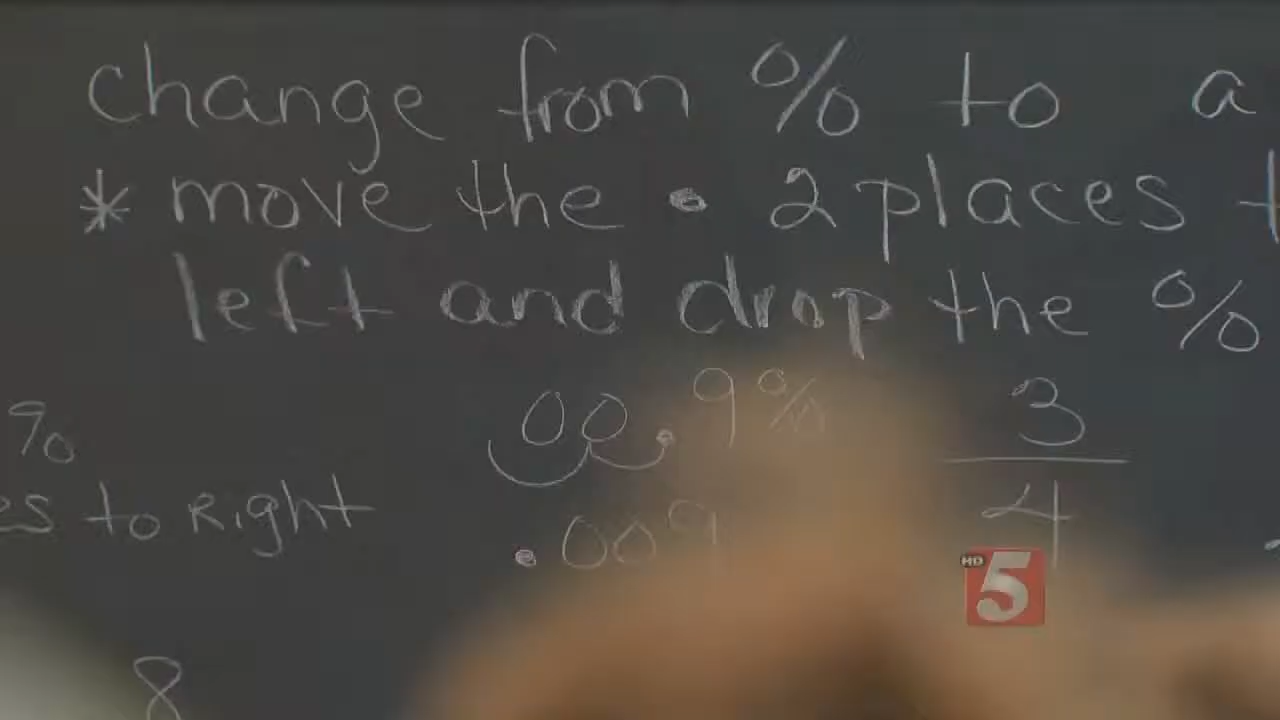 change from % to a
* move the • 2 places
left and drop the %
%
00.9%
3
4
es to Right
.009
HD 5
8